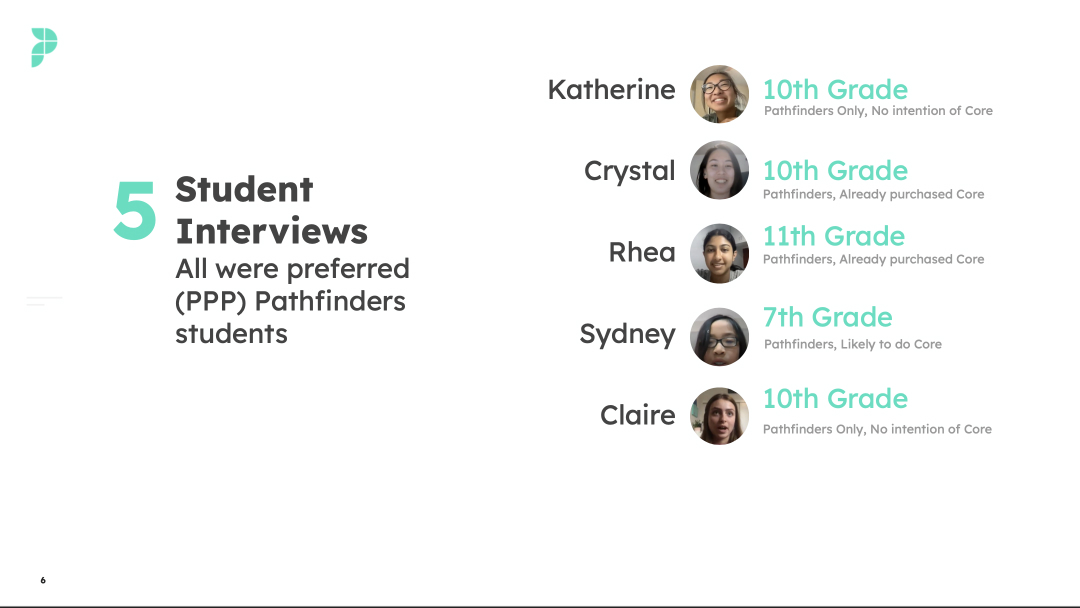 5
Student
Interviews
All were preferred
(PPP) Pathfinders
students
Katherine
10th Grade
Pathfinders Only, No intention of Core
Crystal
10th Grade
Pathfinders, Already purchased Core
Rhea
11th Grade
Pathfinders, Already purchased Core
Sydney
7th Grade
Pathfinders, Likely to do Core
Claire
10th Grade
Pathfinders Only, No intention of Core
6